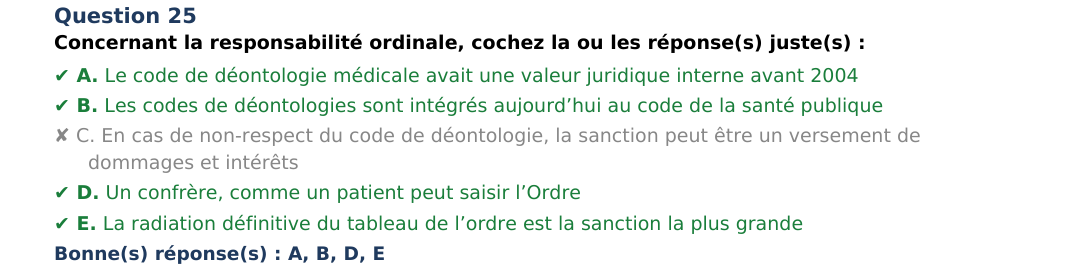 Question 25
Concernant la responsabilité ordinale, cochez la ou les réponse(s) juste(s) :
✔ A. Le code de déontologie médicale avait une valeur juridique interne avant 2004
✔ B. Les codes de déontologies sont intégrés aujourd’hui au code de la santé publique
✘ C. En cas de non-respect du code de déontologie, la sanction peut être un versement de
dommages et intérêts
✔ D. Un confrère, comme un patient peut saisir l’Ordre
✔ E. La radiation définitive du tableau de l’ordre est la sanction la plus grande
Bonne(s) réponse(s) : A, B, D, E